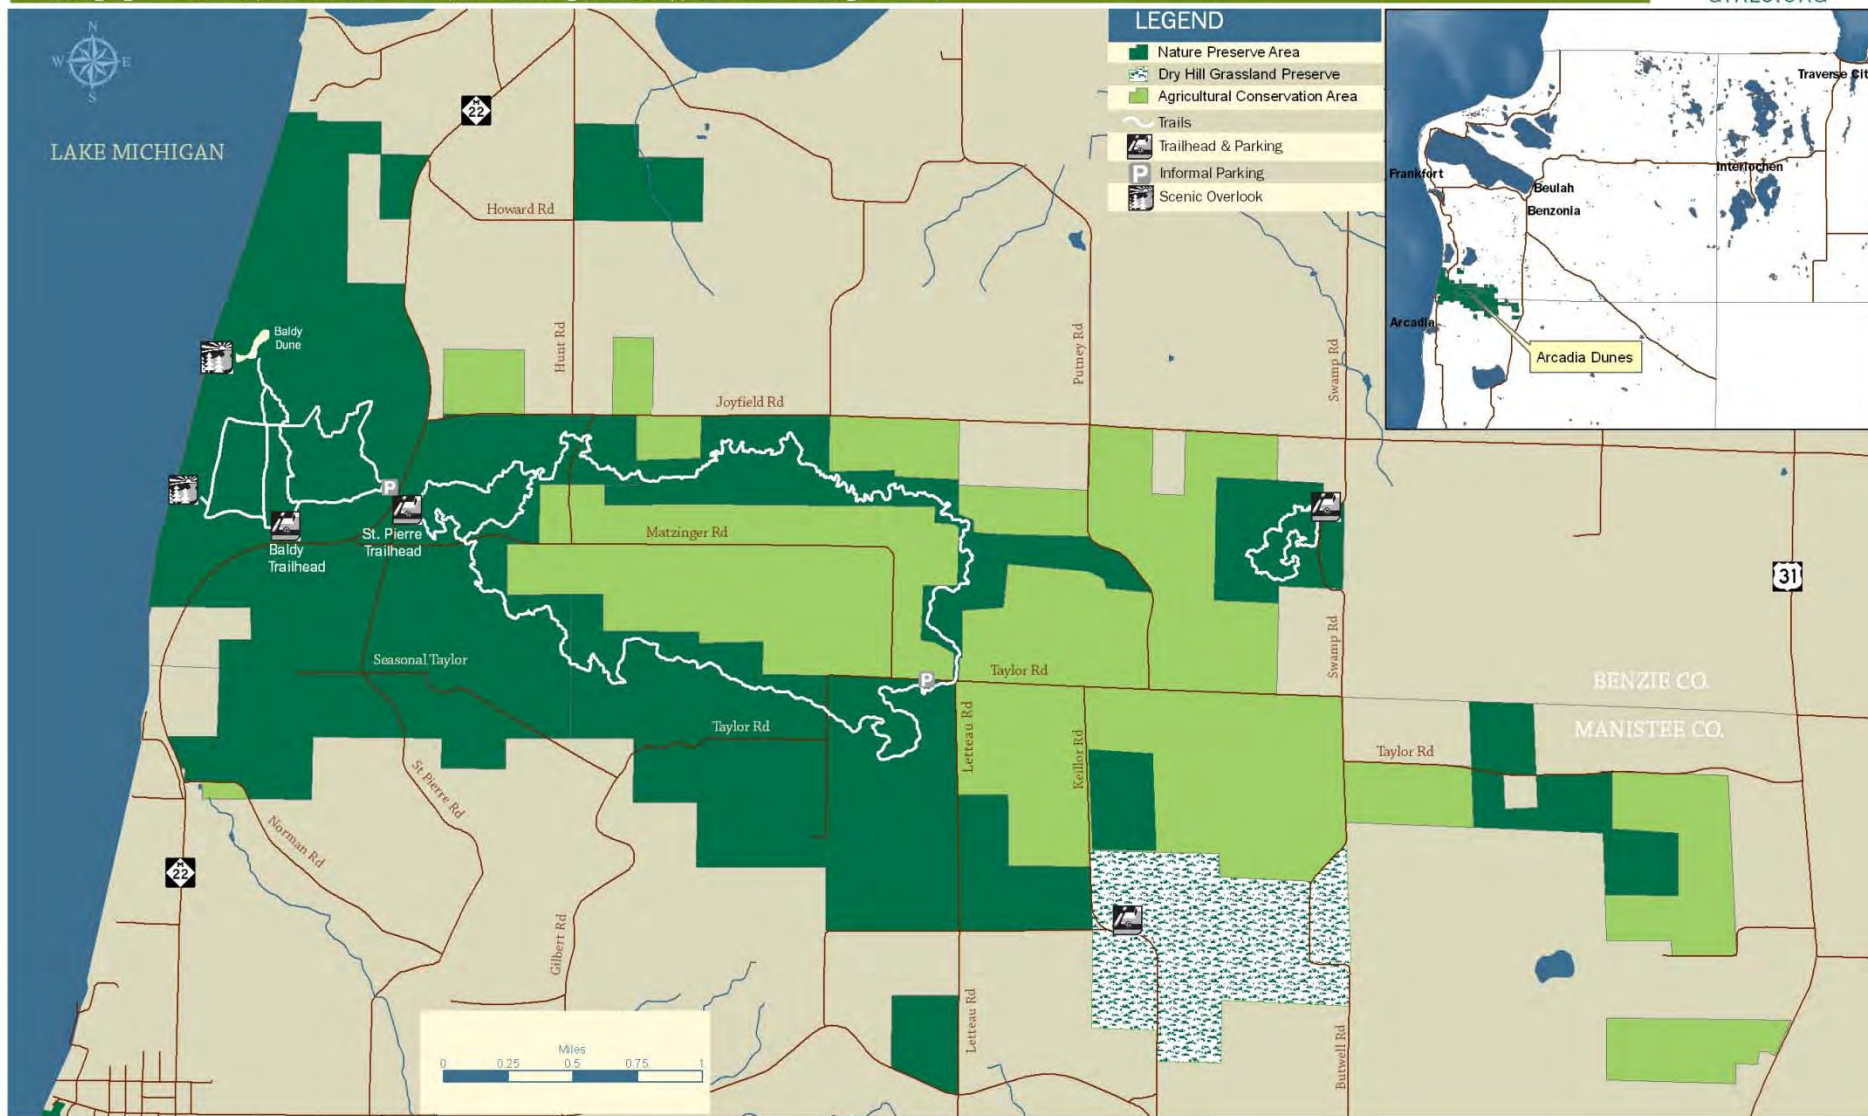 LEGEND
Nature Preserve Area
Dry Hill Grassland Preserve
Agricultural Conservation Area
Trails
Trailhead & Parking
P
Informal Parking
Scenic Overlook
N
W
E
S
LAKE MICHIGAN
M
22
Howard Rd
Baldy
Dune
Hunt Rd
Putney Rd
Swamp Rd
Joyfield Rd
P
St. Pierre
Trailhead
Baldy
Trailhead
Matzinger Rd
31
Seasonal Taylor
P
Taylor Rd
Swamp Rd
BENZIE CO.
MANISTEE CO.
Taylor Rd
Letteau Rd
Keillor Rd
Taylor Rd
St Pierre Rd
Norman Rd
M
22
Gilbert Rd
Letteau Rd
Butwell Rd
Miles
0
0.25
0.5
0.75
1
Traverse Cit
Frankfort
Interlochen
Beulah
Benzonia
Arcadia
Arcadia Dunes